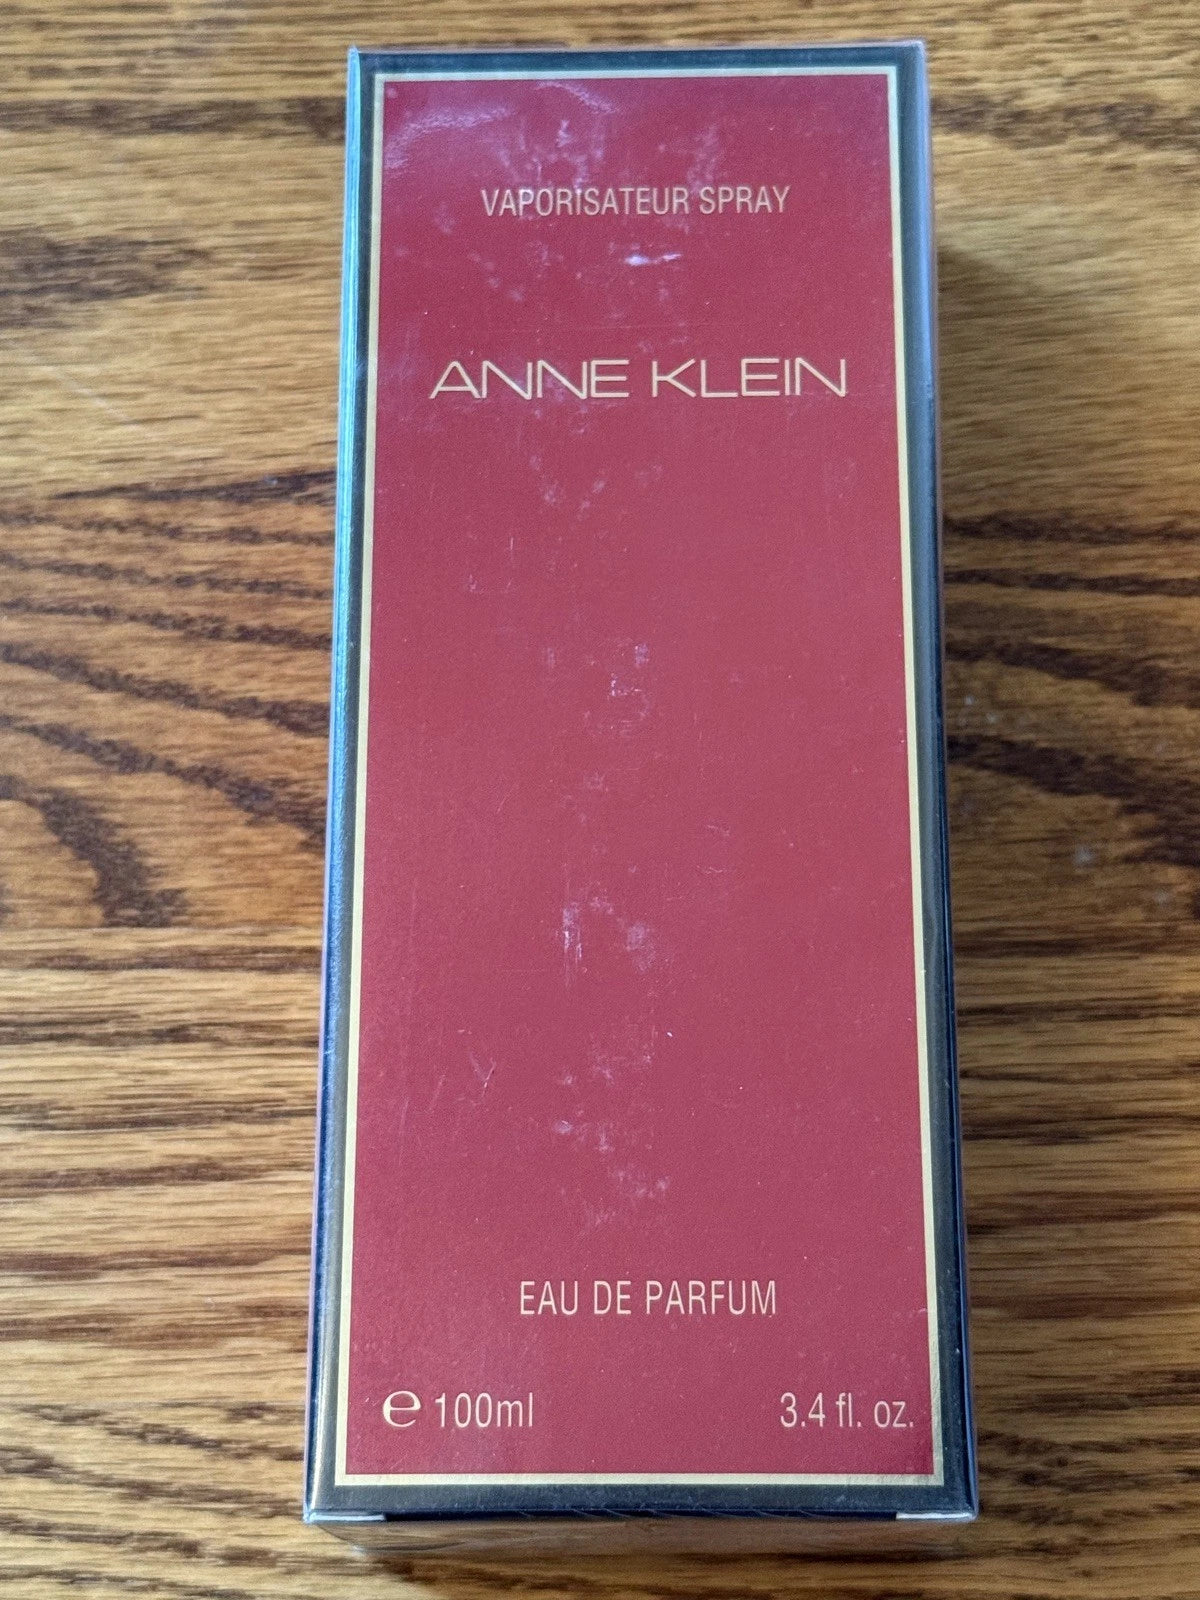 VAPORISATEUR SPRAY
ANNE KLEIN
EAU DE PARFUM
℮ 100ml 3.4 fl. oz.